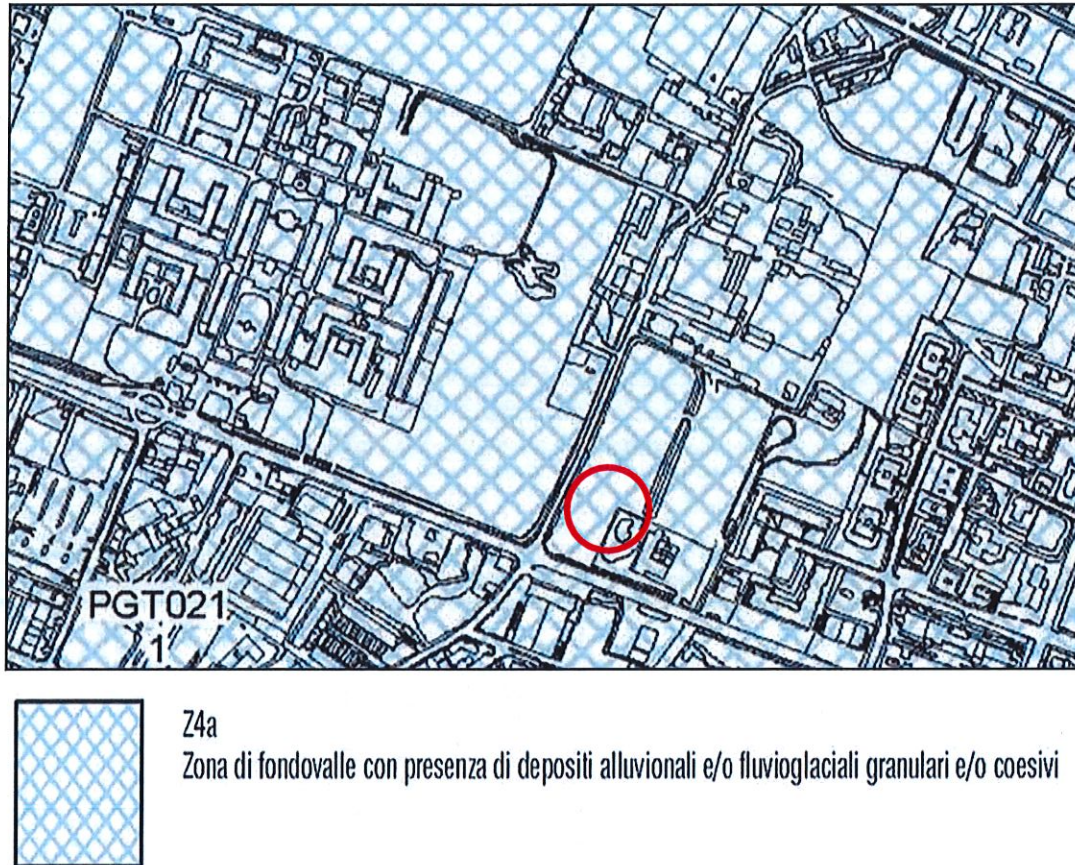 PGT021
1
Z4a
Zona di fondovalle con presenza di depositi alluvionali e/o fluvioglaciali granulari e/o coesivi